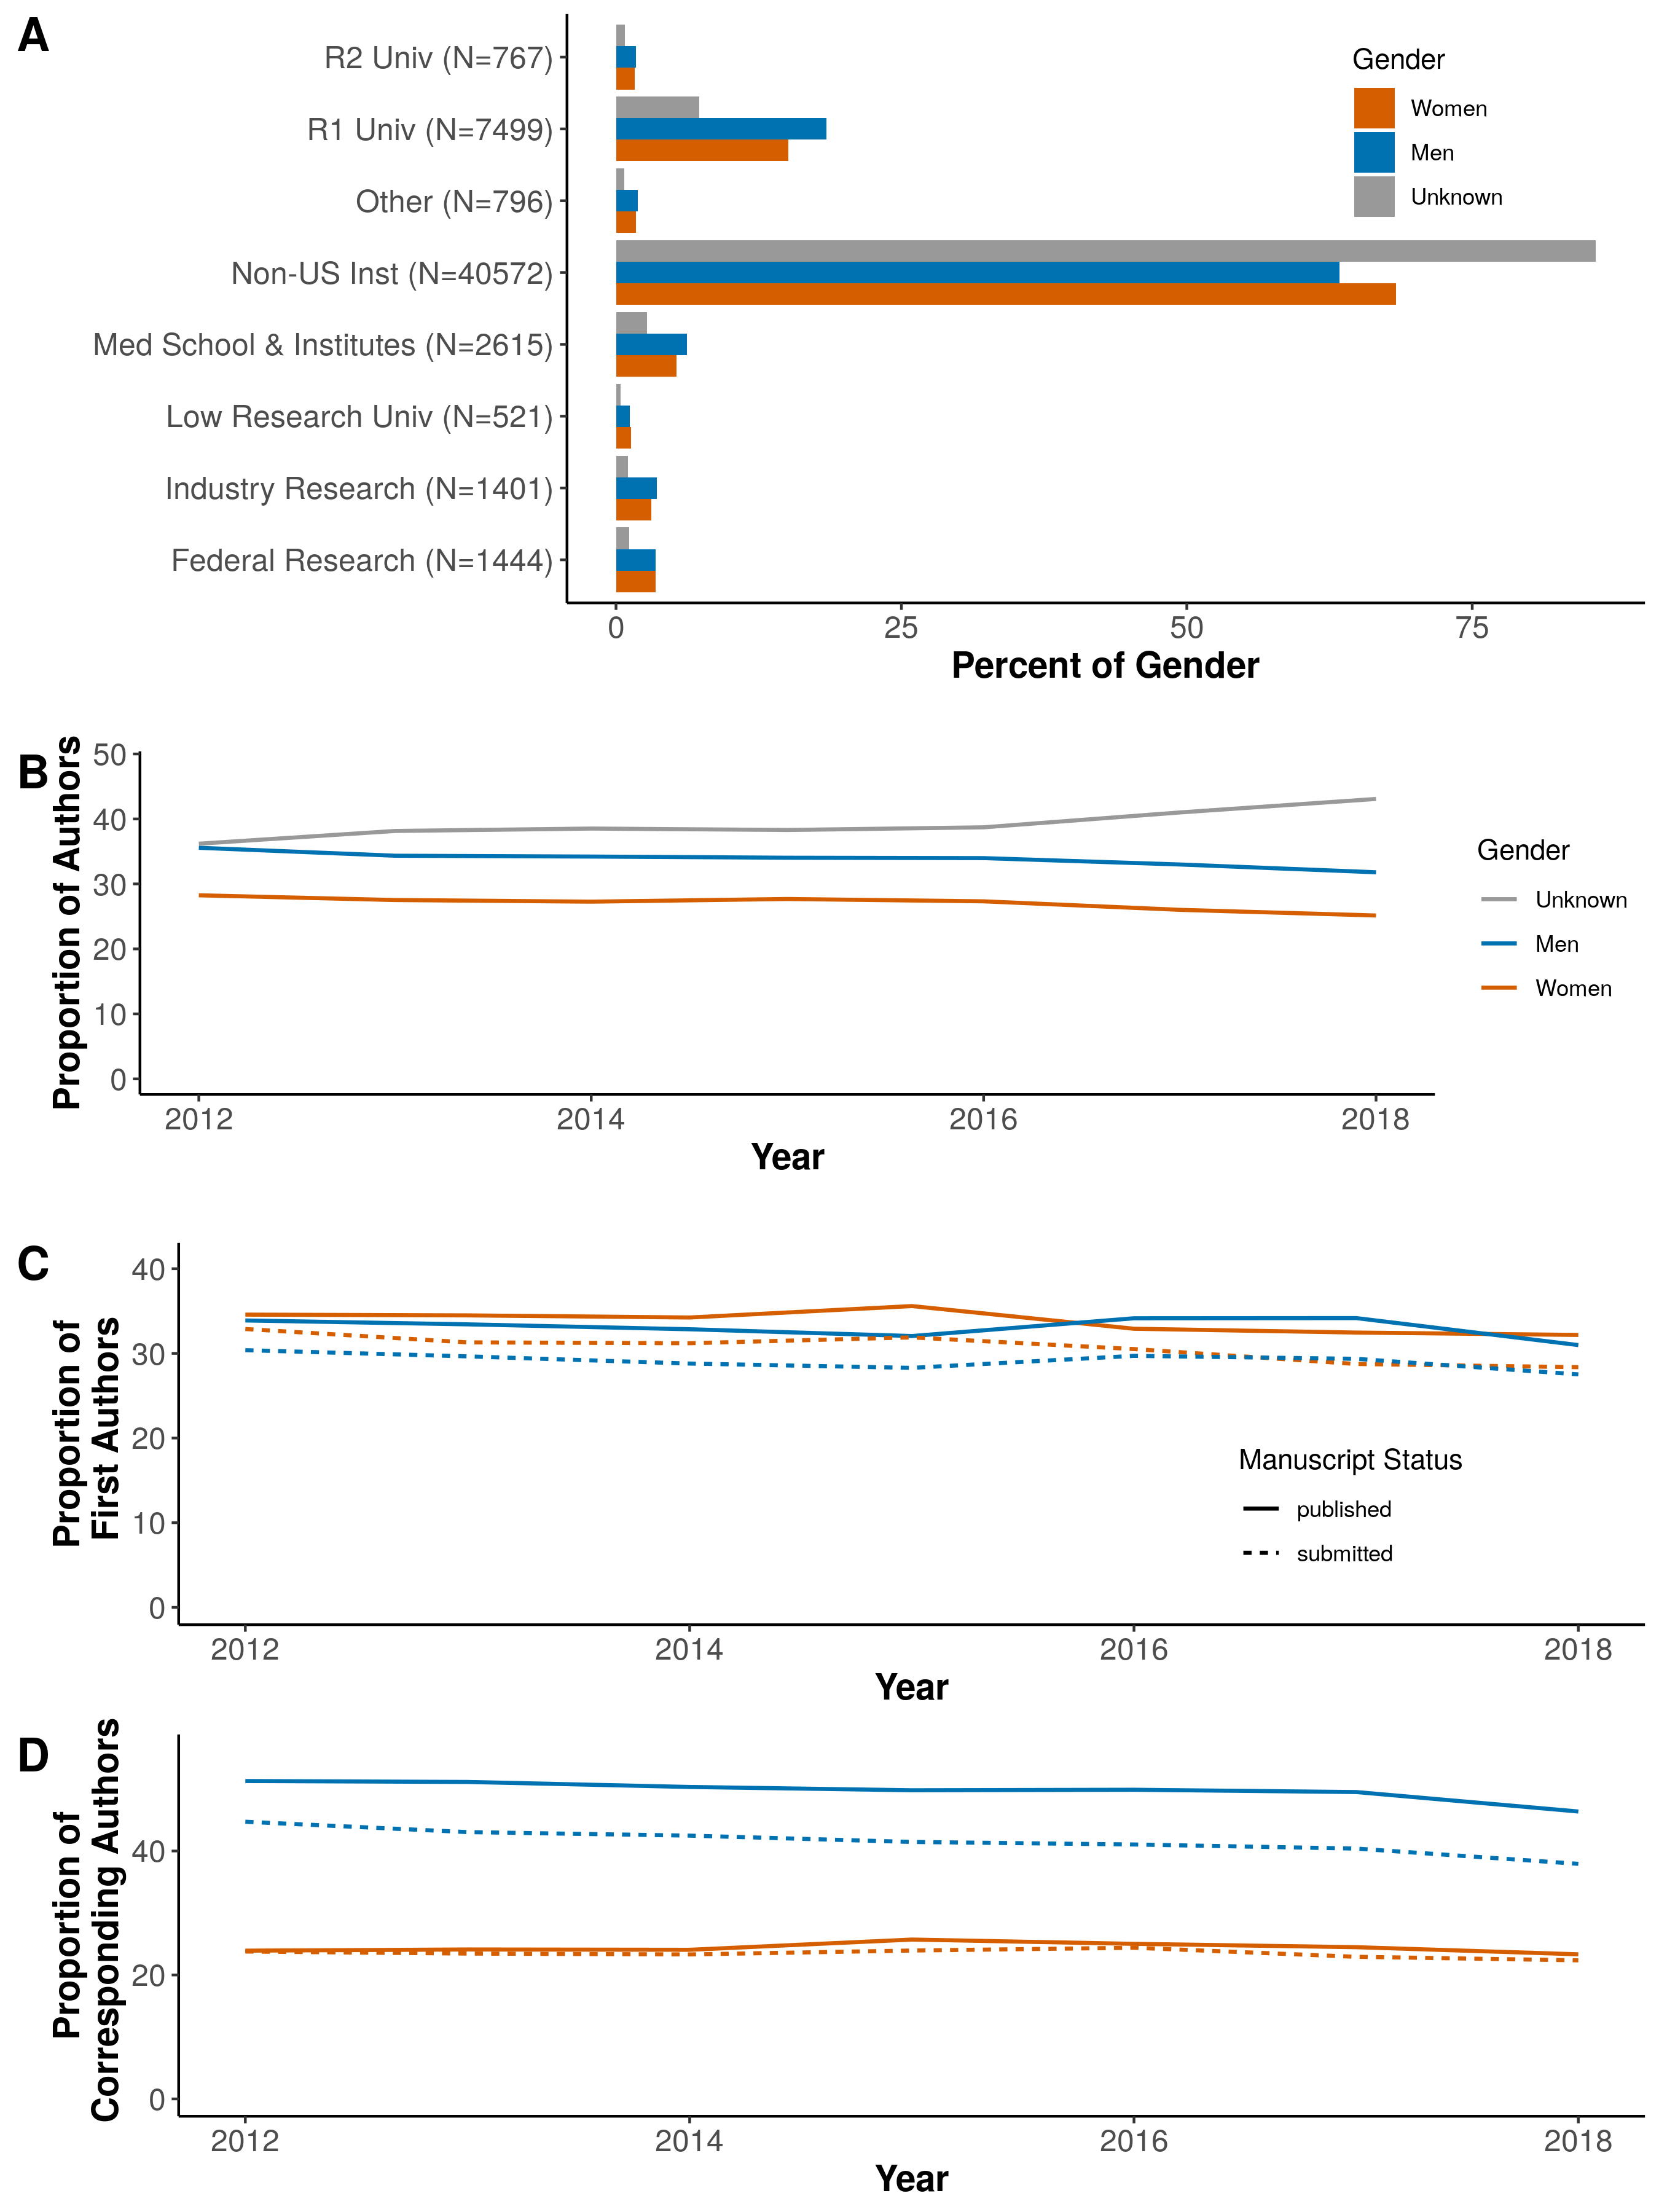 A
R2 Univ (N=767)
R1 Univ (N=7499)
Other (N=796)
Non-US Inst (N=40572)
Med School & Institutes (N=2615)
Low Research Univ (N=521)
Industry Research (N=1401)
Federal Research (N=1444)
0 25 50 75
Percent of Gender
Gender
Women
Men
Unknown
B
Proportion of Authors
50
40
30
20
10
0
2012 2014 2016 2018
Year
Gender
Unknown
Men
Women
C
Proportion of
First Authors
40
30
20
10
0
2012 2014 2016 2018
Year
Manuscript Status
published
submitted
D
Proportion of
Corresponding Authors
40
20
0
2012 2014 2016 2018
Year